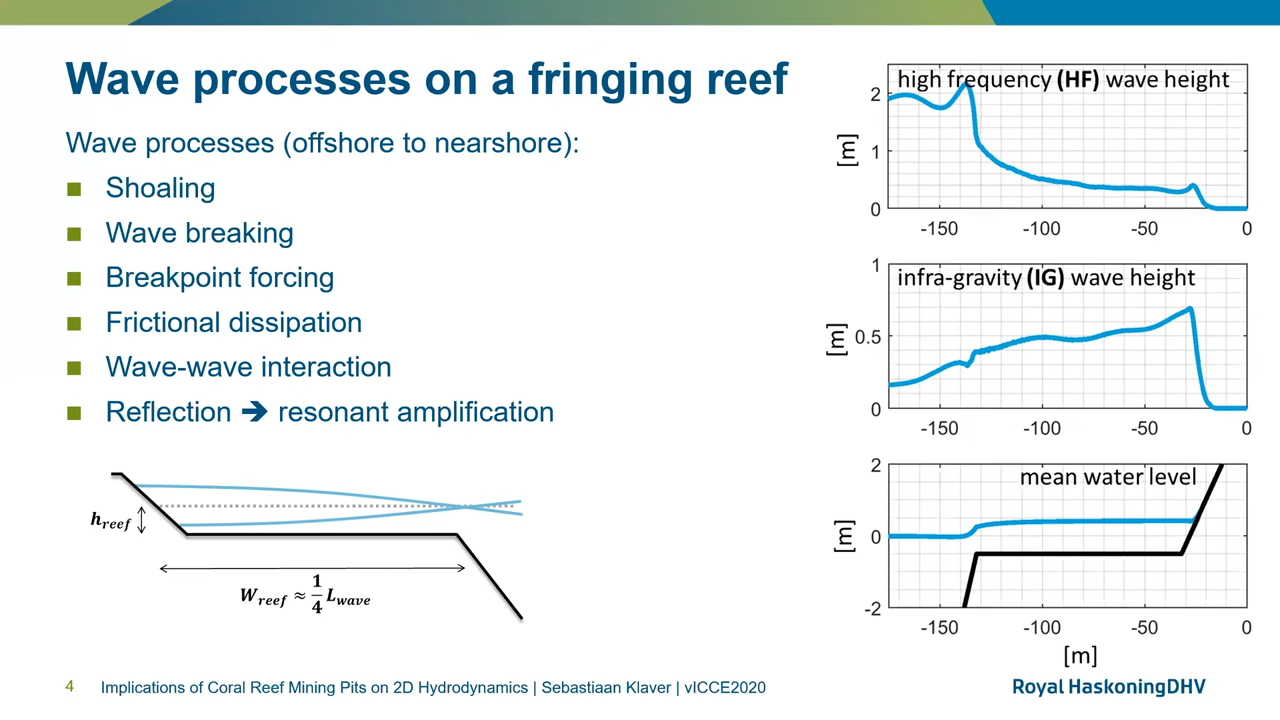 Wave processes on a fringing reef
Wave processes (offshore to nearshore):
Shoaling
Wave breaking
Breakpoint forcing
Frictional dissipation
Wave-wave interaction
Reflection ➔ resonant amplification
h_reef
W_reef ≈ 1/4 L_wave
high frequency (HF) wave height
[m]
2
1
0
-150 -100 -50 0
infra-gravity (IG) wave height
[m]
1
0.5
0
-150 -100 -50 0
mean water level
[m]
2
0
-2
-150 -100 -50 0
[m]
4 Implications of Coral Reef Mining Pits on 2D Hydrodynamics | Sebastiaan Klaver | vICCE2020
Royal HaskoningDHV